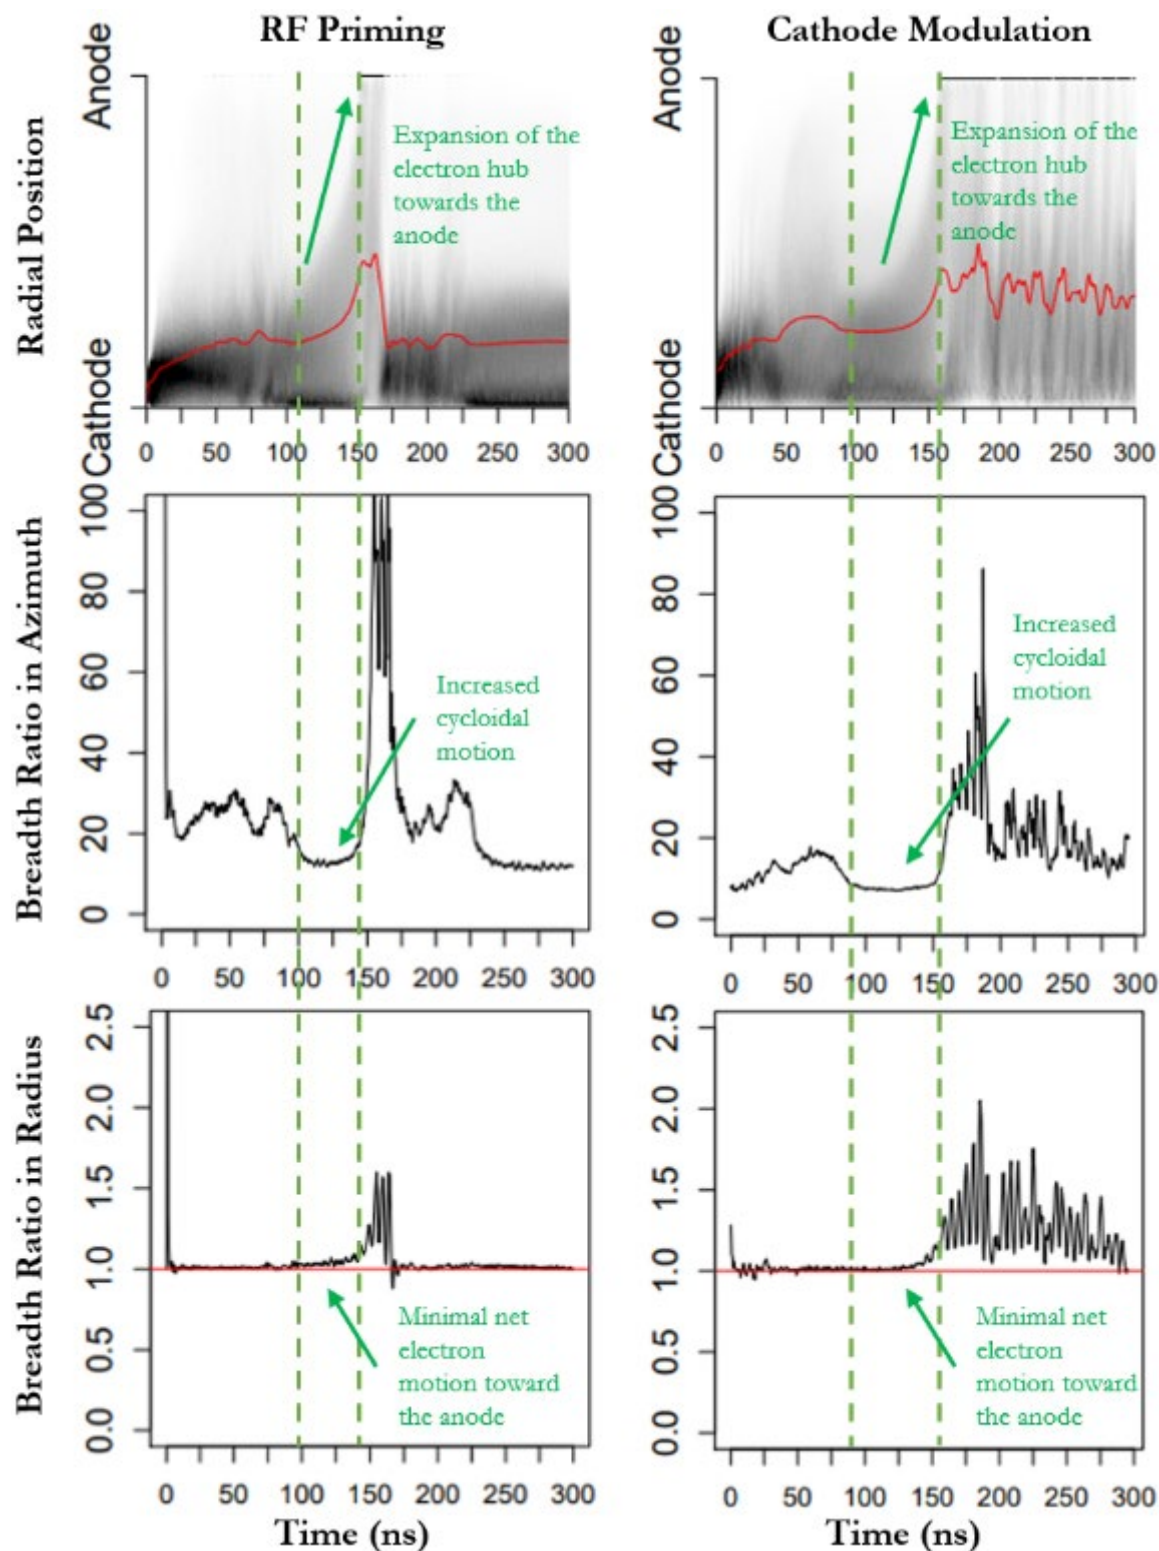 RF Priming
Cathode Modulation
Radial Position
Anode
Cathode
Expansion of the
electron hub
towards the
anode
0 50 100 150 200 250 300
Anode
Cathode
Expansion of the
electron hub
towards the
anode
0 50 100 150 200 250 300
Breadth Ratio in Azimuth
100
80
60
40
20
0
Increased
cycloidal
motion
0 50 100 150 200 250 300
100
80
60
40
20
0
Increased
cycloidal
motion
0 50 100 150 200 250 300
Breadth Ratio in Radius
2.5
2.0
1.5
1.0
0.5
0.0
Minimal net
electron
motion toward
the anode
0 50 100 150 200 250 300
Time (ns)
2.5
2.0
1.5
1.0
0.5
0.0
Minimal net
electron
motion toward
the anode
0 50 100 150 200 250 300
Time (ns)